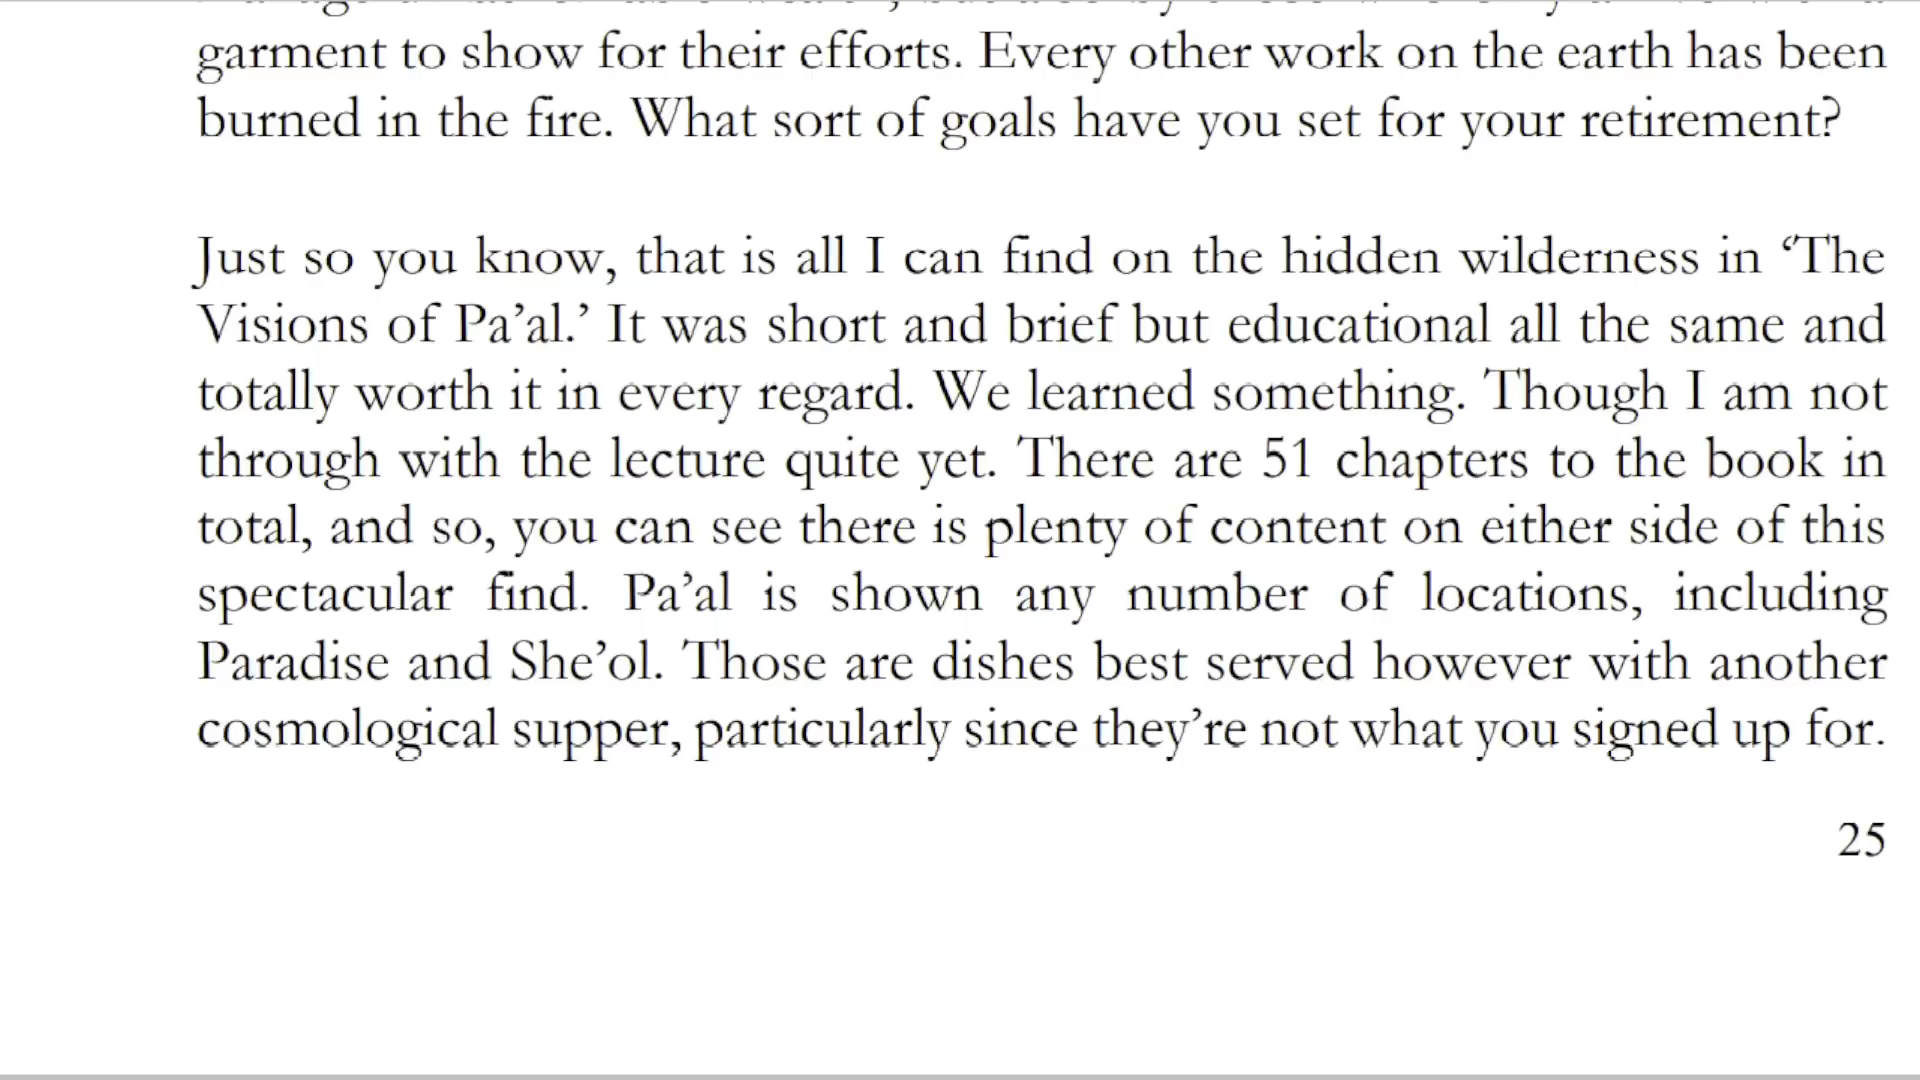 garment to show for their efforts. Every other work on the earth has been
burned in the fire. What sort of goals have you set for your retirement?
Just so you know, that is all I can find on the hidden wilderness in ‘The
Visions of Pa’al.’ It was short and brief but educational all the same and
totally worth it in every regard. We learned something. Though I am not
through with the lecture quite yet. There are 51 chapters to the book in
total, and so, you can see there is plenty of content on either side of this
spectacular find. Pa’al is shown any number of locations, including
Paradise and She’ol. Those are dishes best served however with another
cosmological supper, particularly since they’re not what you signed up for.
25